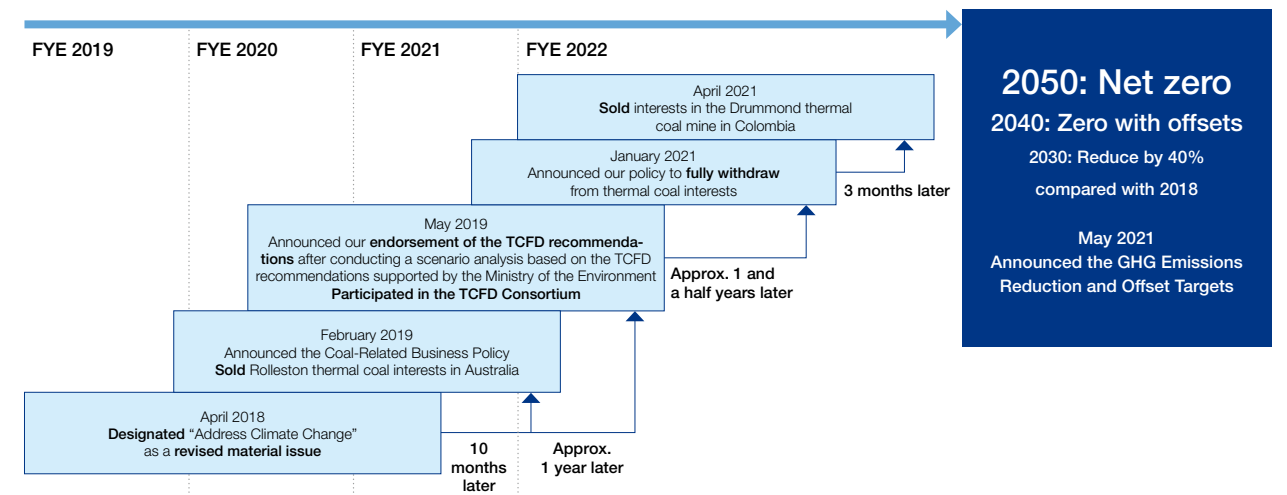 FYE 2019
FYE 2020
FYE 2021
FYE 2022
April 2021
Sold interests in the Drummond thermal
coal mine in Colombia
January 2021
Announced our policy to fully withdraw
from thermal coal interests
3 months later
May 2019
Announced our endorsement of the TCFD recommenda-
tions after conducting a scenario analysis based on the TCFD
recommendations supported by the Ministry of the Environment
Participated in the TCFD Consortium
Approx. 1 and
a half years later
February 2019
Announced the Coal-Related Business Policy
Sold Rolleston thermal coal interests in Australia
April 2018
Designated “Address Climate Change”
as a revised material issue
10
months
later
Approx.
1 year later
2050: Net zero
2040: Zero with offsets
2030: Reduce by 40%
compared with 2018
May 2021
Announced the GHG Emissions
Reduction and Offset Targets